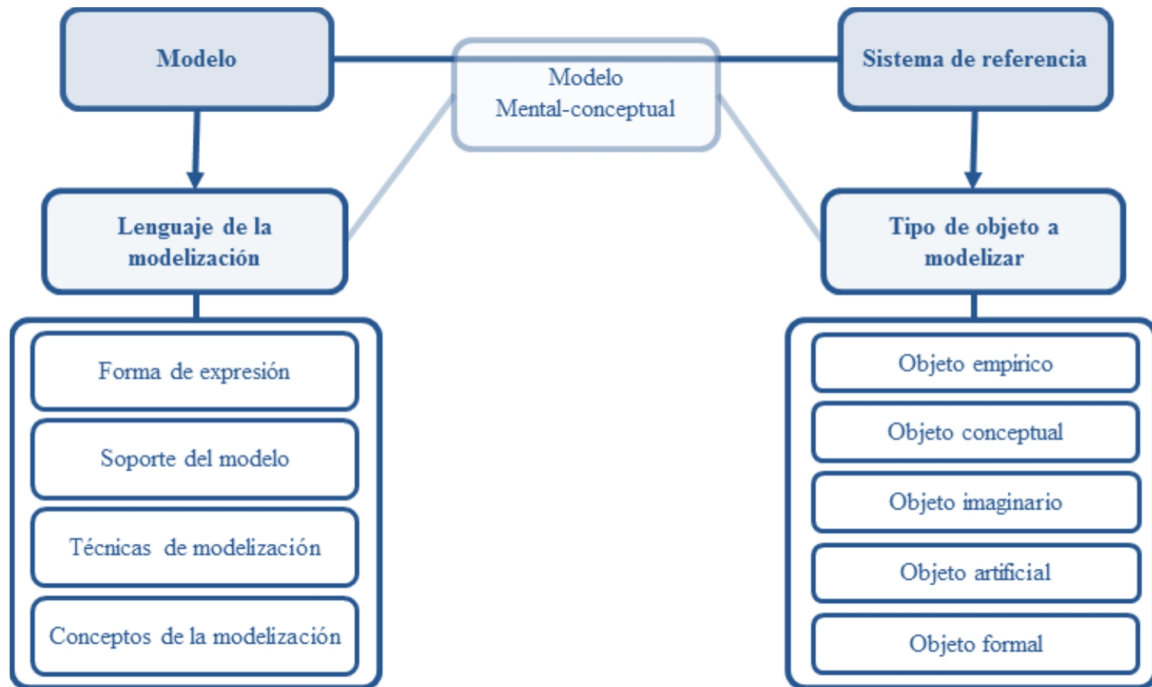 Modelo
Modelo
Mental-conceptual
Sistema de referencia
Lenguaje de la
modelización
Tipo de objeto a
modelizar
Forma de expresión
Soporte del modelo
Técnicas de modelización
Conceptos de la modelización
Objeto empírico
Objeto conceptual
Objeto imaginario
Objeto artificial
Objeto formal